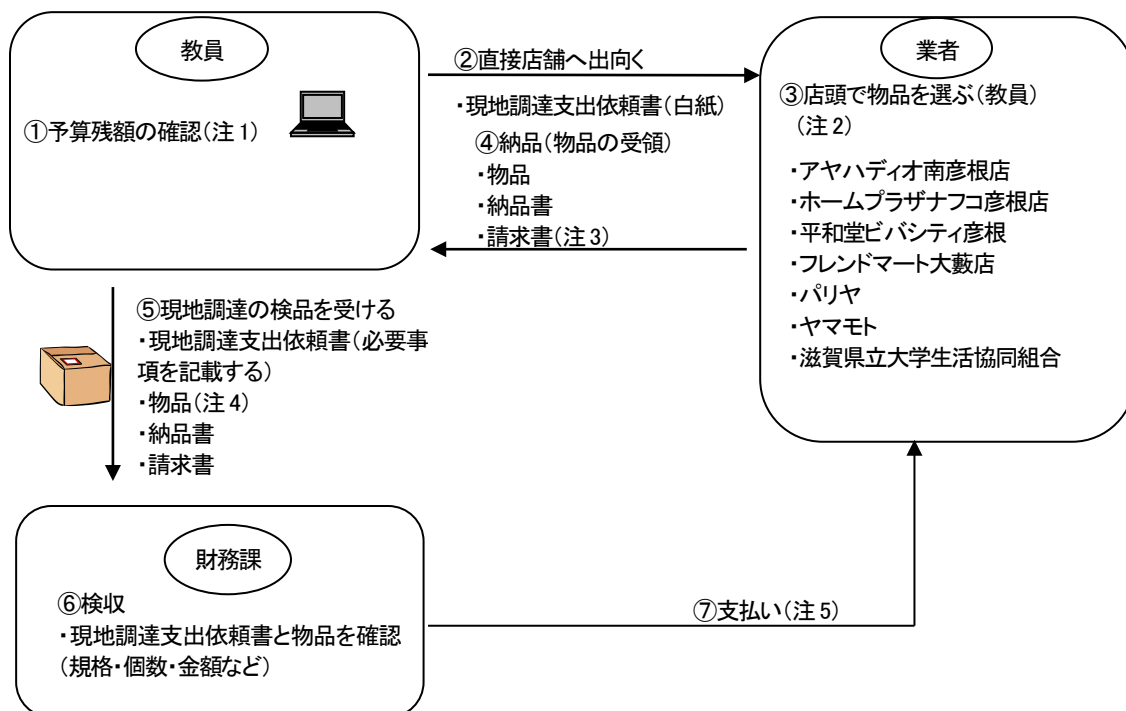 教員
①予算残額の確認(注1)
②直接店舗へ出向く
・現地調達支出依頼書(白紙)
業者
③店頭で物品を選ぶ(教員)
(注2)
・アヤハディオ南彦根店
・ホームプラザナフコ彦根店
・平和堂ビバシティ彦根
・フレンドマート大藪店
・パリヤ
・ヤマモト
・滋賀県立大学生活協同組合
④納品(物品の受領)
・物品
・納品書
・請求書(注3)
⑤現地調達の検品を受ける
・現地調達支出依頼書(必要事
項を記載する)
・物品(注4)
・納品書
・請求書
財務課
⑥検収
・現地調達支出依頼書と物品を確認
(規格・個数・金額など)
⑦支払い(注5)